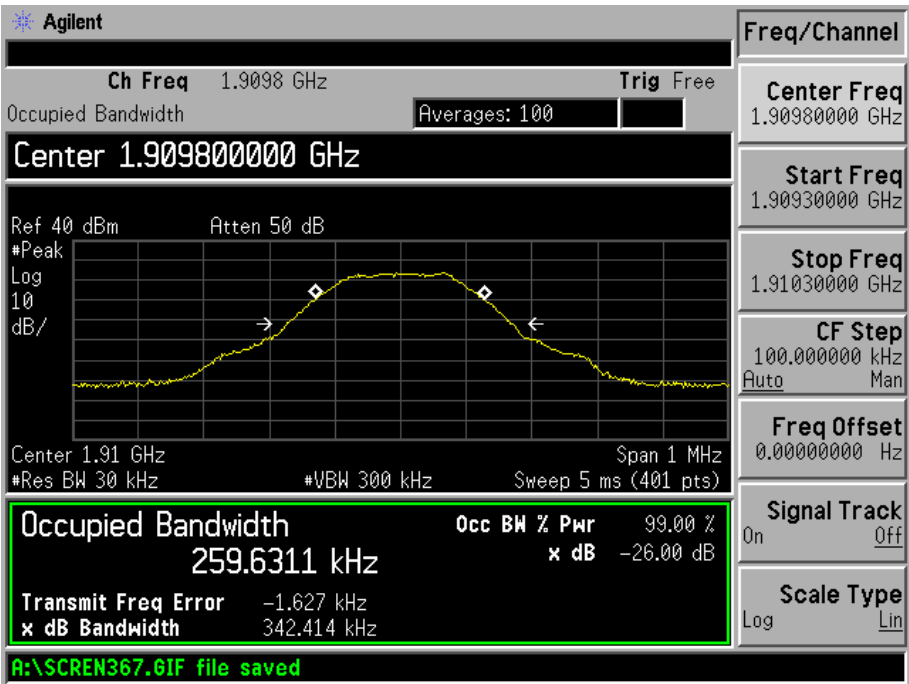 Agilent
Freq/Channel
Ch Freq 1.9098 GHz Trig Free
Occupied Bandwidth Averages: 100
Center 1.909800000 GHz
Ref 40 dBm Atten 50 dB
#Peak
Log
10
dB/
Center 1.91 GHz Span 1 MHz
#Res BW 30 kHz #VBW 300 kHz Sweep 5 ms (401 pts)
Occupied Bandwidth Occ BW % Pwr 99.00 %
259.6311 kHz x dB -26.00 dB
Transmit Freq Error -1.627 kHz
x dB Bandwidth 342.414 kHz
A:\SCREN367.GIF file saved
Center Freq
1.90980000 GHz
Start Freq
1.90930000 GHz
Stop Freq
1.91030000 GHz
CF Step
100.000000 kHz
Auto Man
Freq Offset
0.00000000 Hz
Signal Track
On Off
Scale Type
Log Lin